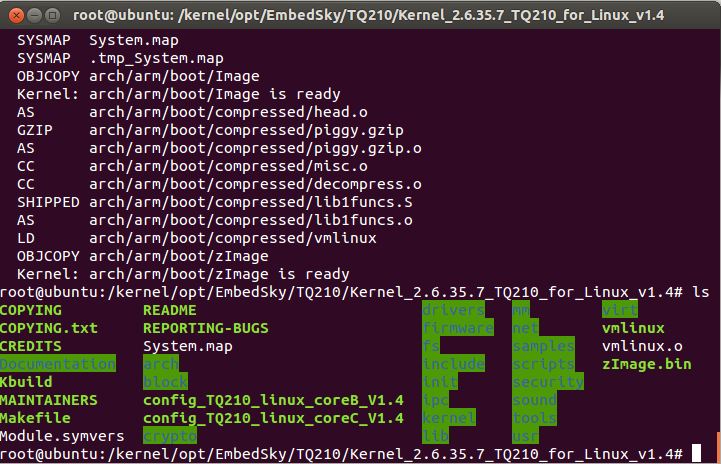 root@ubuntu: /kernel/opt/EmbedSky/TQ210/Kernel_2.6.35.7_TQ210_for_Linux_v1.4
SYSMAP System.map
SYSMAP .tmp_System.map
OBJCOPY arch/arm/boot/Image
Kernel: arch/arm/boot/Image is ready
AS arch/arm/boot/compressed/head.o
GZIP arch/arm/boot/compressed/piggy.gzip
AS arch/arm/boot/compressed/piggy.gzip.o
CC arch/arm/boot/compressed/misc.o
CC arch/arm/boot/compressed/decompress.o
SHIPPED arch/arm/boot/compressed/lib1funcs.S
AS arch/arm/boot/compressed/lib1funcs.o
LD arch/arm/boot/compressed/vmlinux
OBJCOPY arch/arm/boot/zImage
Kernel: arch/arm/boot/zImage is ready
root@ubuntu:/kernel/opt/EmbedSky/TQ210/Kernel_2.6.35.7_TQ210_for_Linux_v1.4# ls
COPYING README drivers mm virt
COPYING.txt REPORTING-BUGS firmware net vmlinux
CREDITS System.map fs samples vmlinux.o
Documentation arch include scripts zImage.bin
Kbuild block init security
MAINTAINERS config_TQ210_linux_coreB_V1.4 ipc sound
Makefile config_TQ210_linux_coreC_V1.4 kernel tools
Module.symvers crypto lib usr
root@ubuntu:/kernel/opt/EmbedSky/TQ210/Kernel_2.6.35.7_TQ210_for_Linux_v1.4#